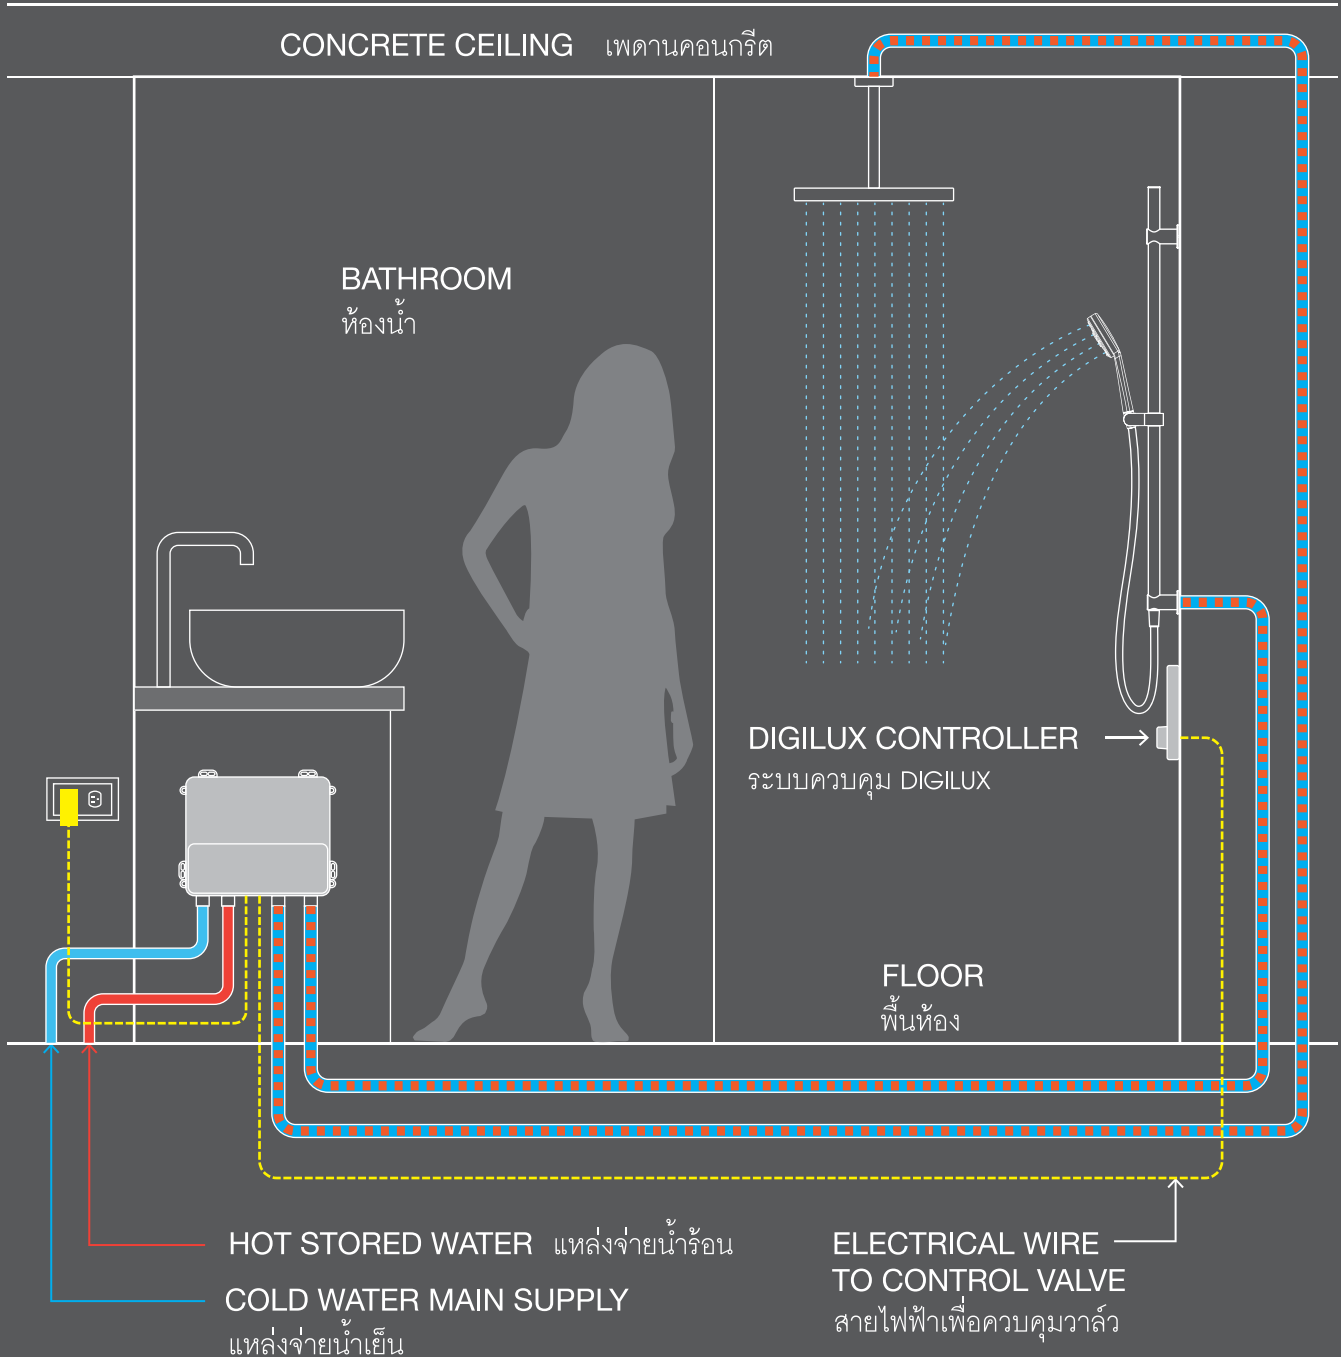 CONCRETE CEILING เพดานคอนกรีต
BATHROOM
ห้องน้ำ
DIGILUX CONTROLLER
ระบบควบคุม DIGILUX
FLOOR
พื้นห้อง
HOT STORED WATER แหล่งจ่ายน้ำร้อน
COLD WATER MAIN SUPPLY
แหล่งจ่ายน้ำเย็น
ELECTRICAL WIRE
TO CONTROL VALVE
สายไฟฟ้าเพื่อควบคุมวาล์ว